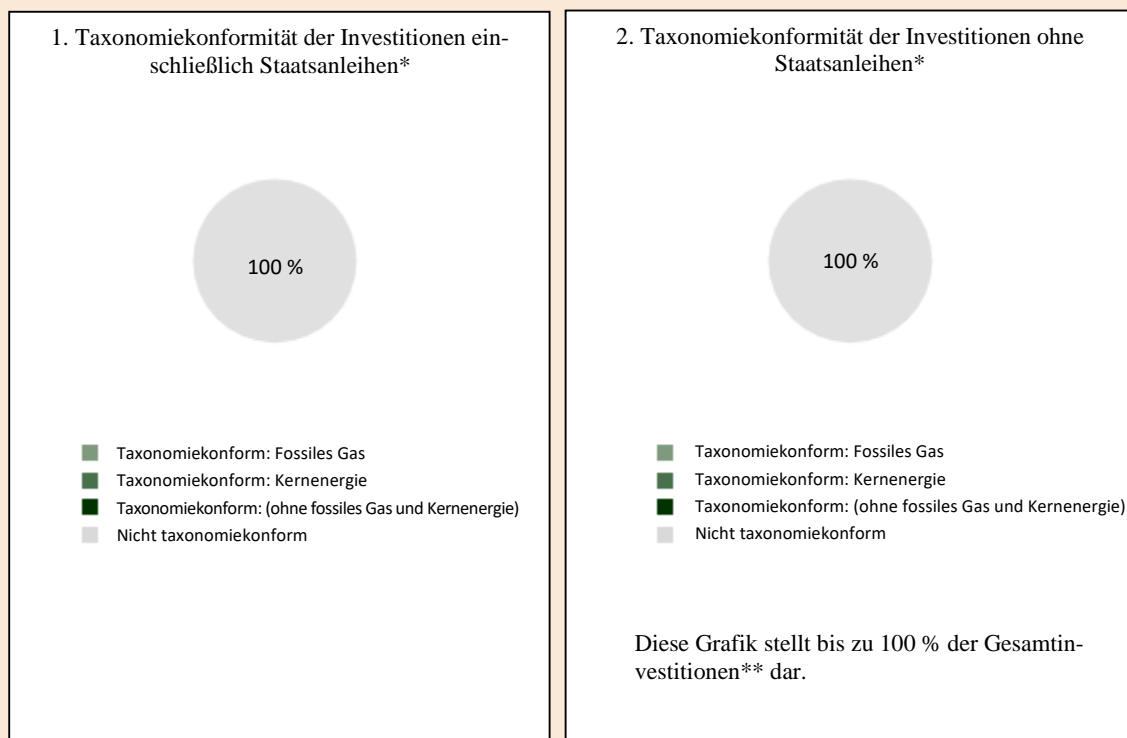 1. Taxonomiekonformität der Investitionen ein-
schließlich Staatsanleihen*
100 %
Taxonomiekonform: Fossiles Gas
Taxonomiekonform: Kernenergie
Taxonomiekonform: (ohne fossiles Gas und Kernenergie)
Nicht taxonomiekonform
2. Taxonomiekonformität der Investitionen ohne
Staatsanleihen*
100 %
Taxonomiekonform: Fossiles Gas
Taxonomiekonform: Kernenergie
Taxonomiekonform: (ohne fossiles Gas und Kernenergie)
Nicht taxonomiekonform
Diese Grafik stellt bis zu 100 % der Gesamtin-
vestitionen** dar.